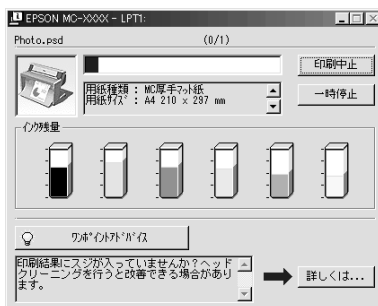 EPSON MC-XXXX - LPT1:
Photo.psd (0/1)
印刷中止
用紙種類 : MC厚手マット紙
用紙サイズ : A4 210 x 297 mm
一時停止
インク残量
ワンポイントアドバイス
印刷結果にスジが入っていませんか?ヘッド
クリーニングを行うと改善できる場合があり
ます。
詳しくは...